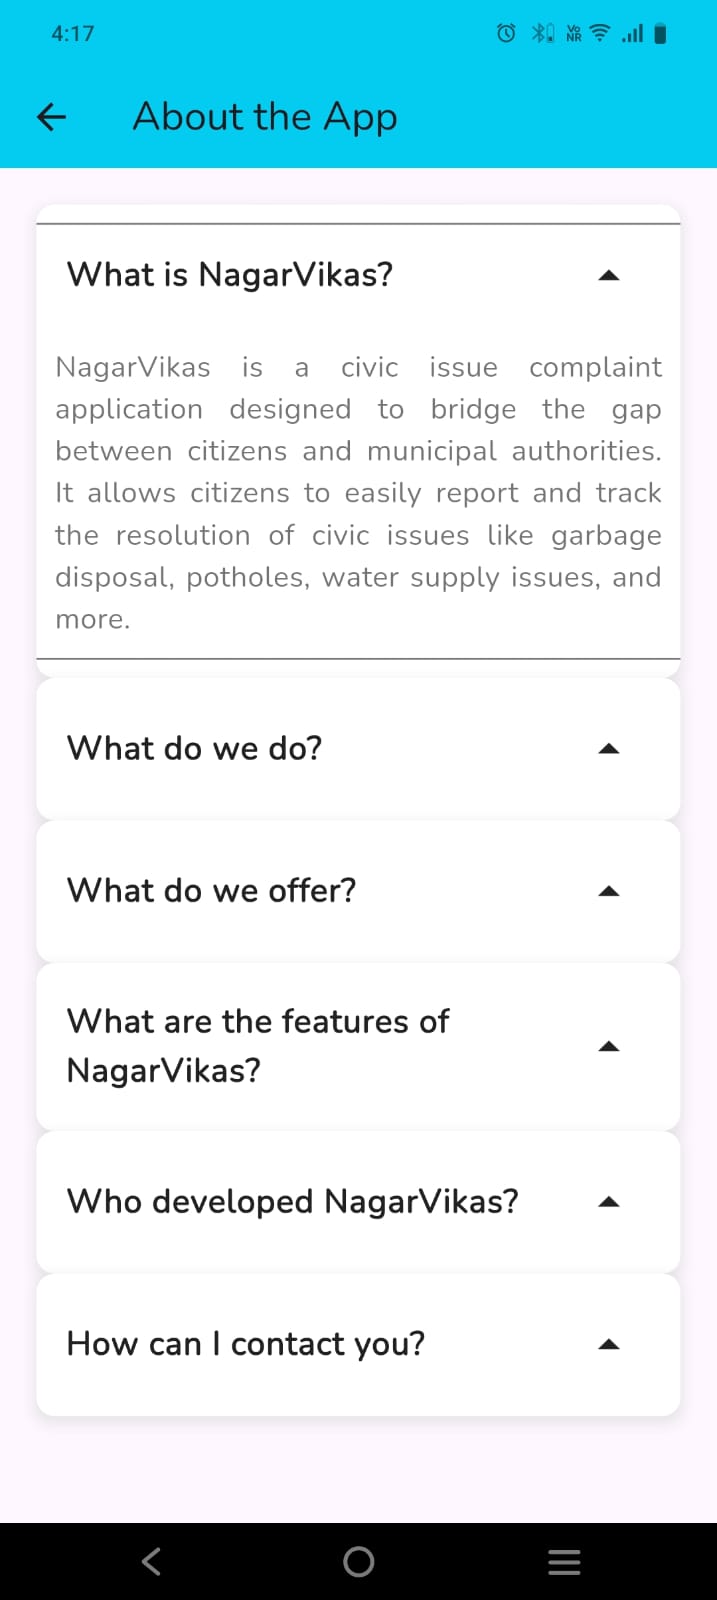 4:17
Vo
NR
About the App
What is NagarVikas?
NagarVikas is a civic issue complaint
application designed to bridge the gap
between citizens and municipal authorities.
It allows citizens to easily report and track
the resolution of civic issues like garbage
disposal, potholes, water supply issues, and
more.
What do we do?
What do we offer?
What are the features of
NagarVikas?
Who developed NagarVikas?
How can I contact you?